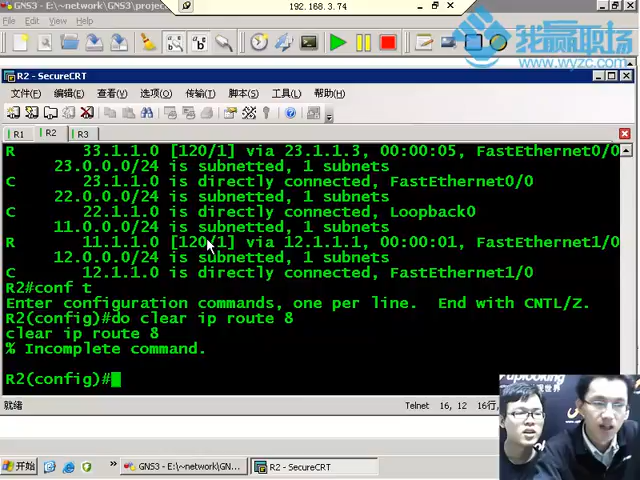 GNS3 E:\~network\GNS3\project
192.168.3.74
File Edit View
我赢职场
www.wyzc.com
R2 - SecureCRT
文件(F) 编辑(E) 查看(V) 选项(O) 传输(T) 脚本(S) 工具(L) 帮助(H)
R1 R2 R3
R 33.1.1.0 [120/1] via 23.1.1.3, 00:00:05, FastEthernet0/0
23.0.0.0/24 is subnetted, 1 subnets
C 23.1.1.0 is directly connected, FastEthernet0/0
22.0.0.0/24 is subnetted, 1 subnets
C 22.1.1.0 is directly connected, Loopback0
11.0.0.0/24 is subnetted, 1 subnets
R 11.1.1.0 [120/1] via 12.1.1.1, 00:00:01, FastEthernet1/0
12.0.0.0/24 is subnetted, 1 subnets
C 12.1.1.0 is directly connected, FastEthernet1/0
R2#conf t
Enter configuration commands, one per line. End with CNTL/Z.
R2(config)#do clear ip route 8
clear ip route 8
% Incomplete command.
R2(config)#
uplooking
就绪 Telnet 16, 12 16行,
开始 GNS3 - E:\~network\GN... R2 - SecureCRT